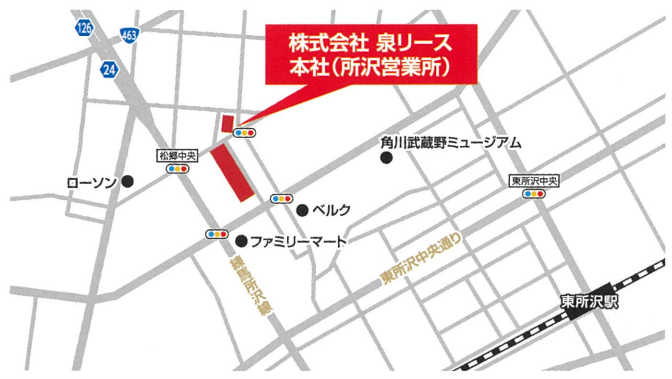 126
463
24
株式会社 泉リース
本社(所沢営業所)
松郷中央
角川武蔵野ミュージアム
ローソン
東所沢中央
ベルク
ファミリーマート
練馬所沢線
東所沢中央通り
東所沢駅